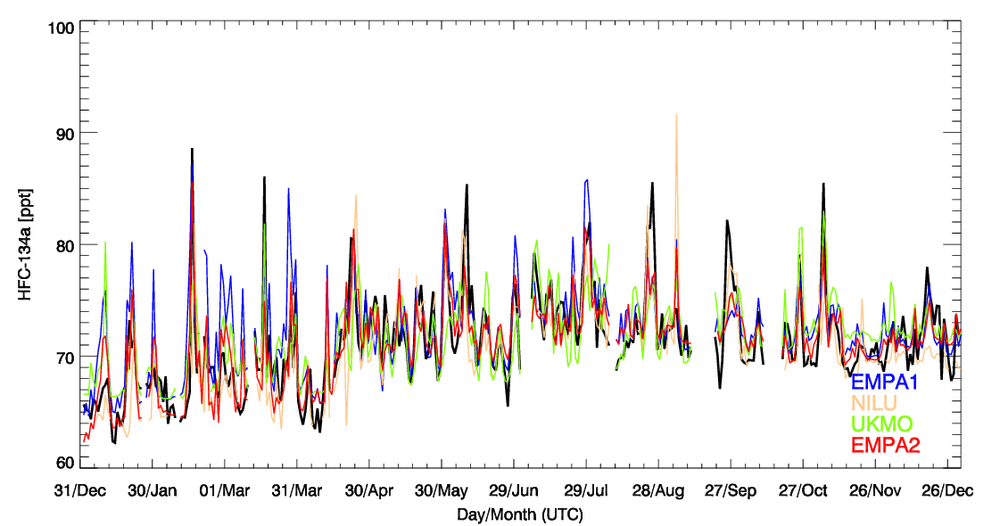 100
90
80
70
60
HFC-134a [ppt]
EMPA1
NILU
UKMO
EMPA2
31/Dec 30/Jan 01/Mar 31/Mar 30/Apr 30/May 29/Jun 29/Jul 28/Aug 27/Sep 27/Oct 26/Nov 26/Dec
Day/Month (UTC)